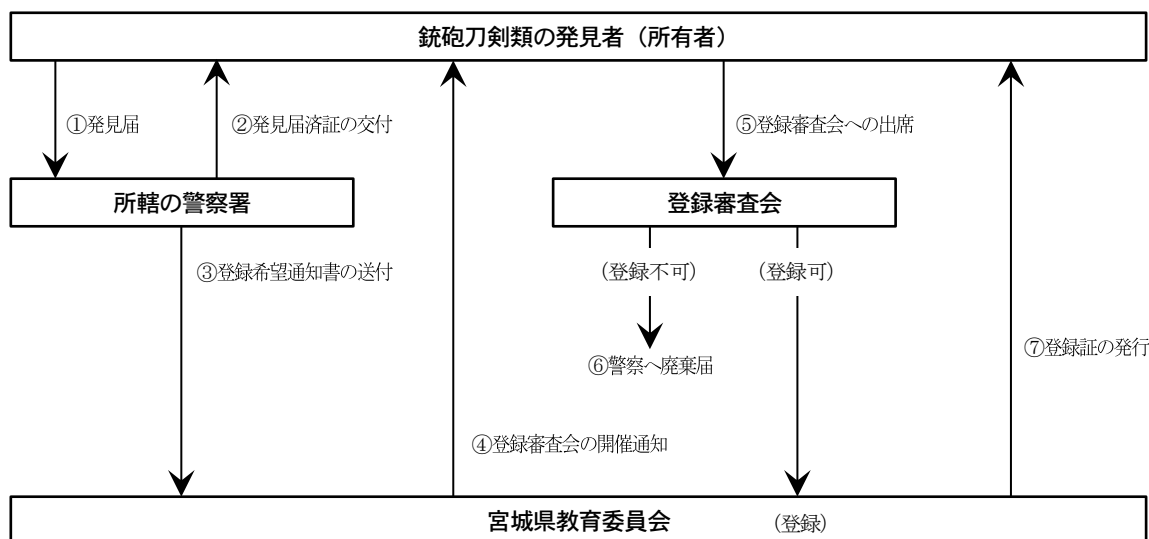 銃砲刀剣類の発見者（所有者）
①発見届
②発見届済証の交付
⑤登録審査会への出席
所轄の警察署
登録審査会
③登録希望通知書の送付
（登録不可）
（登録可）
⑦登録証の発行
⑥警察へ廃棄届
④登録審査会の開催通知
宮城県教育委員会
（登録）